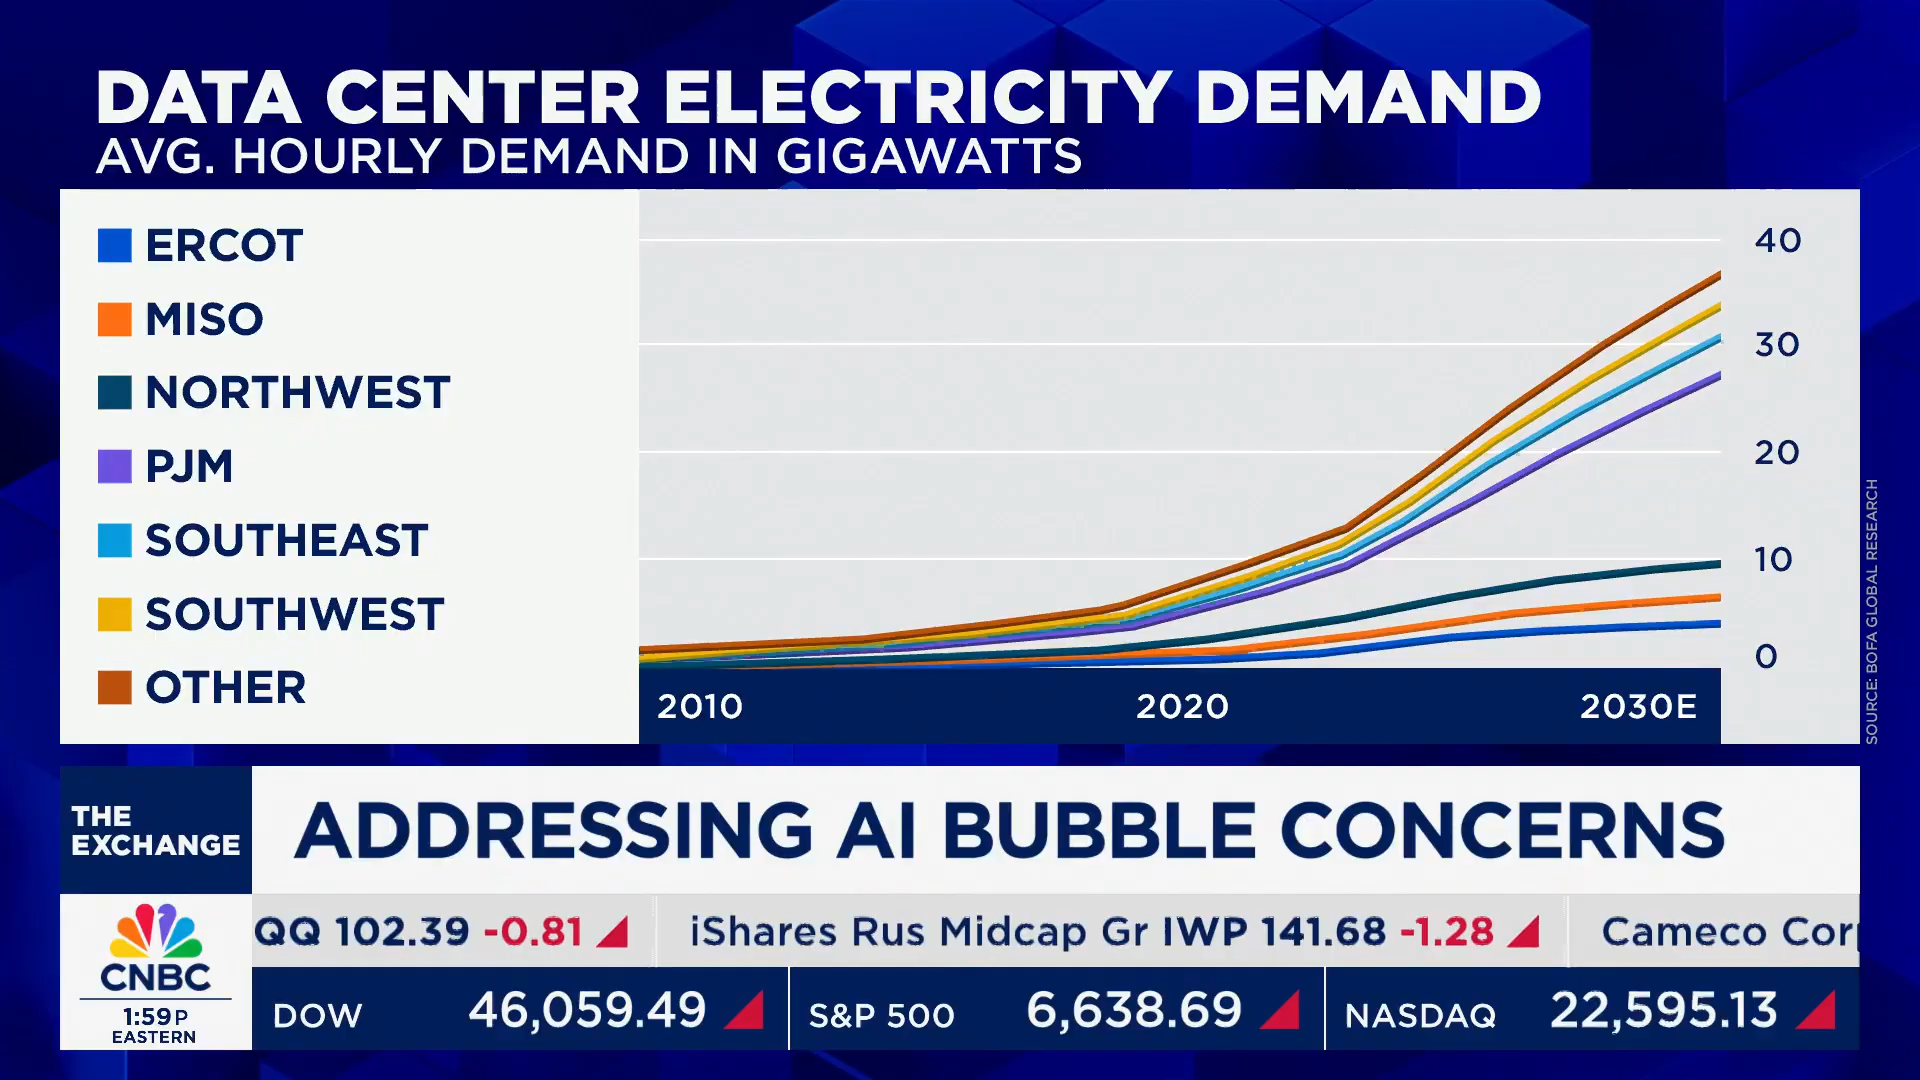 DATA CENTER ELECTRICITY DEMAND
AVG. HOURLY DEMAND IN GIGAWATTS
ERCOT
MISO
NORTHWEST
PJM
SOUTHEAST
SOUTHWEST
OTHER
40
30
20
10
0
2010 2020 2030E
SOURCE: BOFA GLOBAL RESEARCH
THE
EXCHANGE
ADDRESSING AI BUBBLE CONCERNS
QQ 102.39 -0.81 iShares Rus Midcap Gr IWP 141.68 -1.28 Cameco Cor
CNBC
1:59P
EASTERN
DOW 46,059.49 S&P 500 6,638.69 NASDAQ 22,595.13